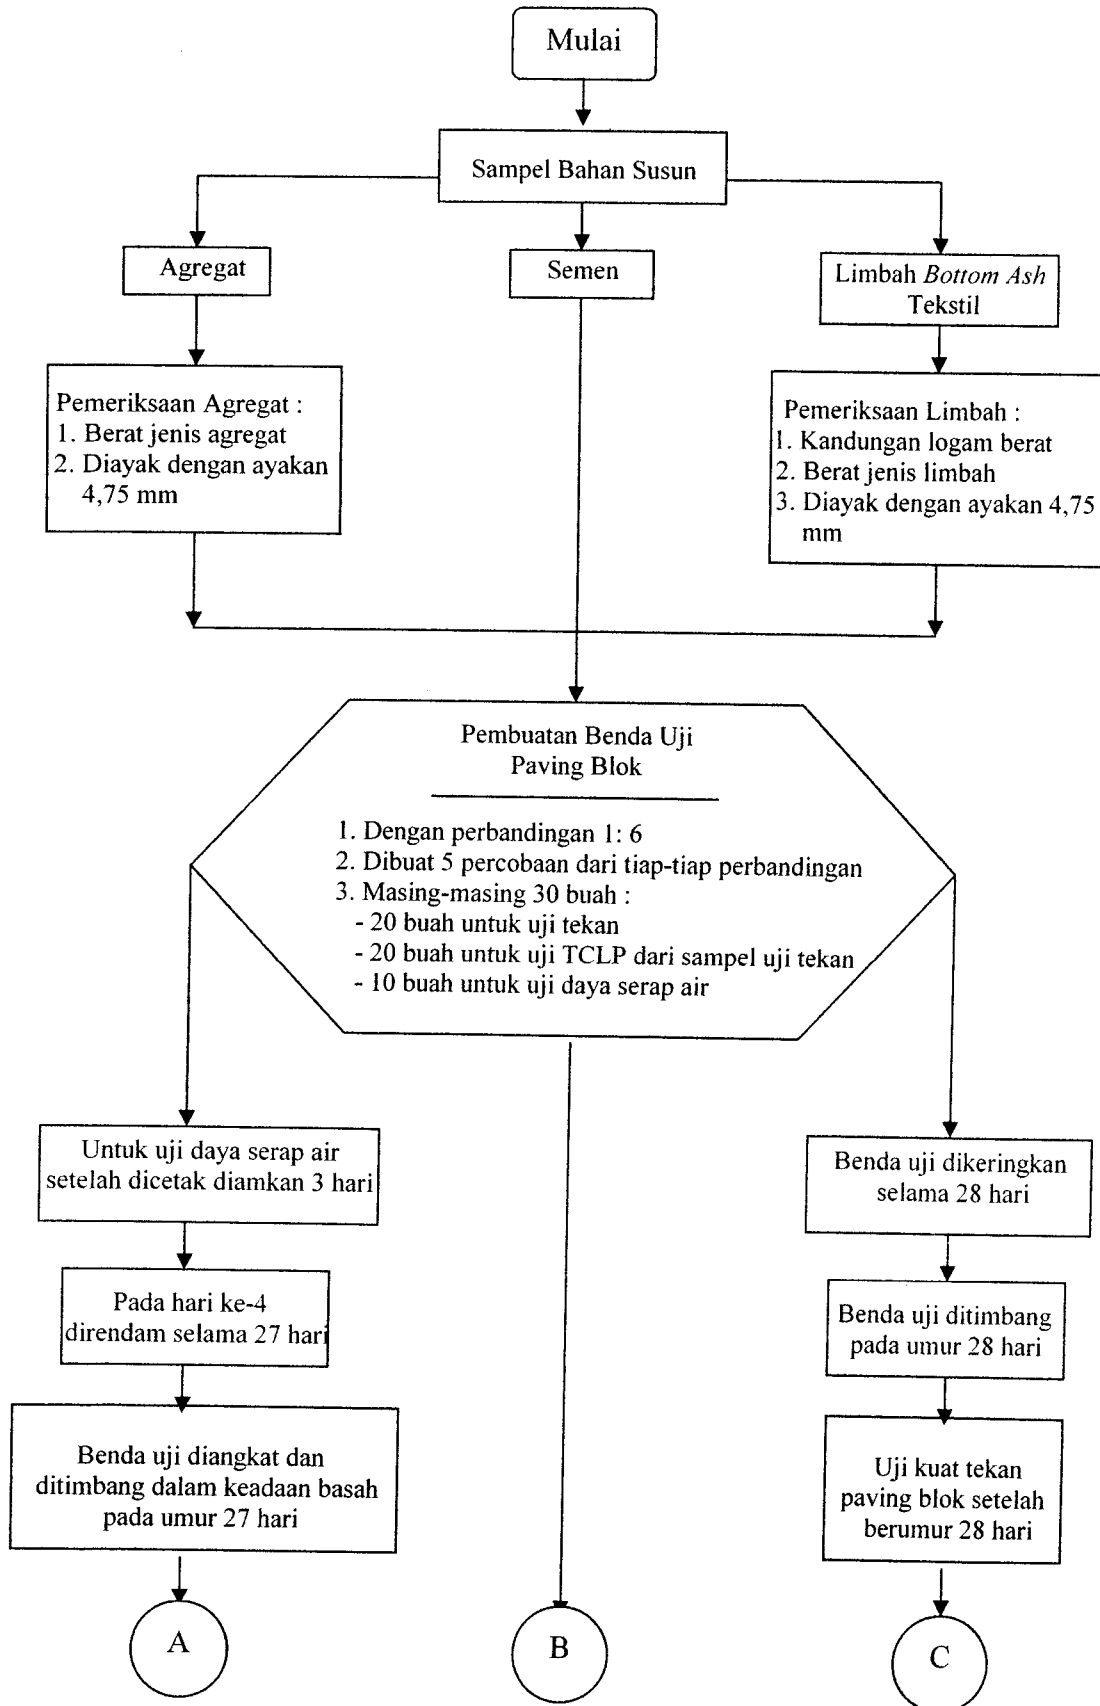 Mulai
Sampel Bahan Susun
Agregat
Semen
Limbah Bottom Ash
Tekstil
Pemeriksaan Agregat :
1. Berat jenis agregat
2. Diayak dengan ayakan
4,75 mm
Pemeriksaan Limbah :
1. Kandungan logam berat
2. Berat jenis limbah
3. Diayak dengan ayakan 4,75
mm
Pembuatan Benda Uji
Paving Blok
1. Dengan perbandingan 1: 6
2. Dibuat 5 percobaan dari tiap-tiap perbandingan
3. Masing-masing 30 buah :
- 20 buah untuk uji tekan
- 20 buah untuk uji TCLP dari sampel uji tekan
- 10 buah untuk uji daya serap air
Untuk uji daya serap air
setelah dicetak diamkan 3 hari
Pada hari ke-4
direndam selama 27 hari
Benda uji diangkat dan
ditimbang dalam keadaan basah
pada umur 27 hari
Benda uji dikeringkan
selama 28 hari
Benda uji ditimbang
pada umur 28 hari
Uji kuat tekan
paving blok setelah
berumur 28 hari
A
B
C